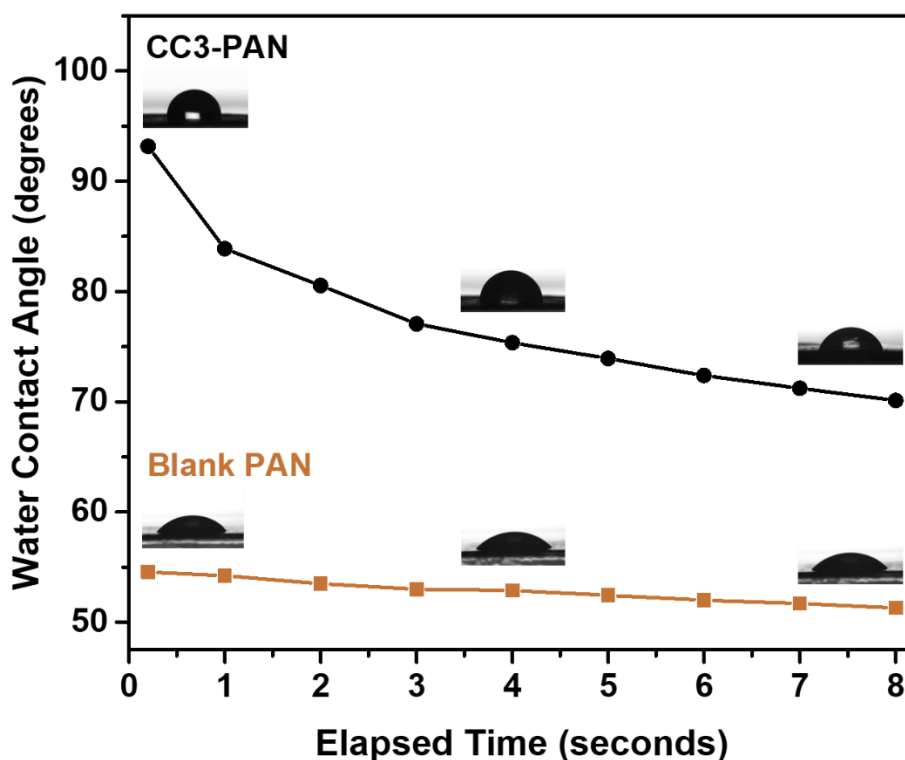 CC3-PAN
Blank PAN
Water Contact Angle (degrees)
100
90
80
70
60
50
0 1 2 3 4 5 6 7 8
Elapsed Time (seconds)